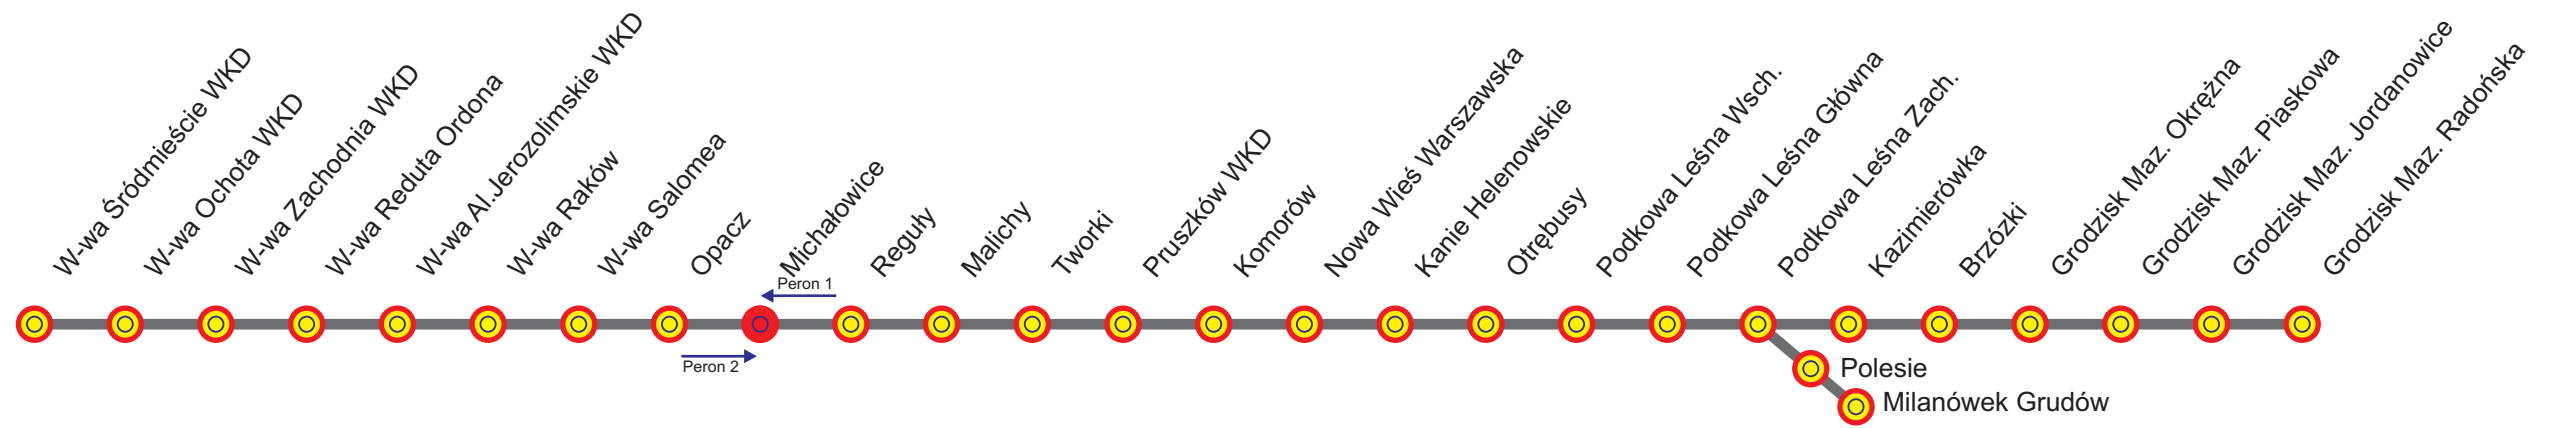 W-wa Śródmieście WKD
W-wa Ochota WKD
W-wa Zachodnia WKD
W-wa Reduta Ordona
W-wa Al.Jerozolimskie WKD
W-wa Raków
W-wa Salomea
Opacz
Michałowice
Reguły
Malichy
Tworki
Pruszków WKD
Komorów
Nowa Wieś Warszawska
Kanie Helenowskie
Otrębusy
Podkowa Leśna Wsch.
Podkowa Leśna Główna
Podkowa Leśna Zach.
Kazimierówka
Brzózki
Grodzisk Maz. Okrężna
Grodzisk Maz. Piaskowa
Grodzisk Maz. Jordanowice
Grodzisk Maz. Radońska
Peron 1
Peron 2
Polesie
Milanówek Grudów